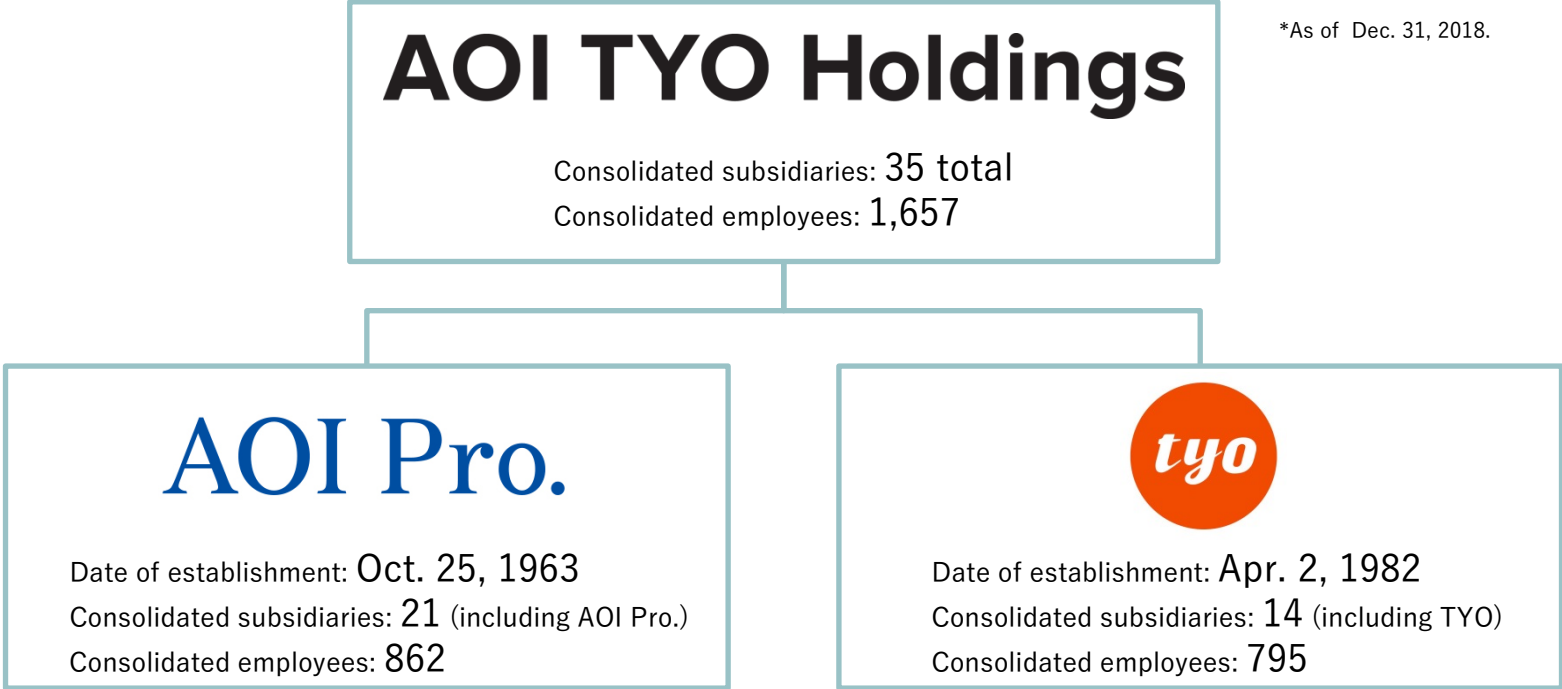 AOI TYO Holdings
*As of Dec. 31, 2018.
Consolidated subsidiaries: 35 total
Consolidated employees: 1,657
AOI Pro.
Date of establishment: Oct. 25, 1963
Consolidated subsidiaries: 21 (including AOI Pro.)
Consolidated employees: 862
tyo
Date of establishment: Apr. 2, 1982
Consolidated subsidiaries: 14 (including TYO)
Consolidated employees: 795